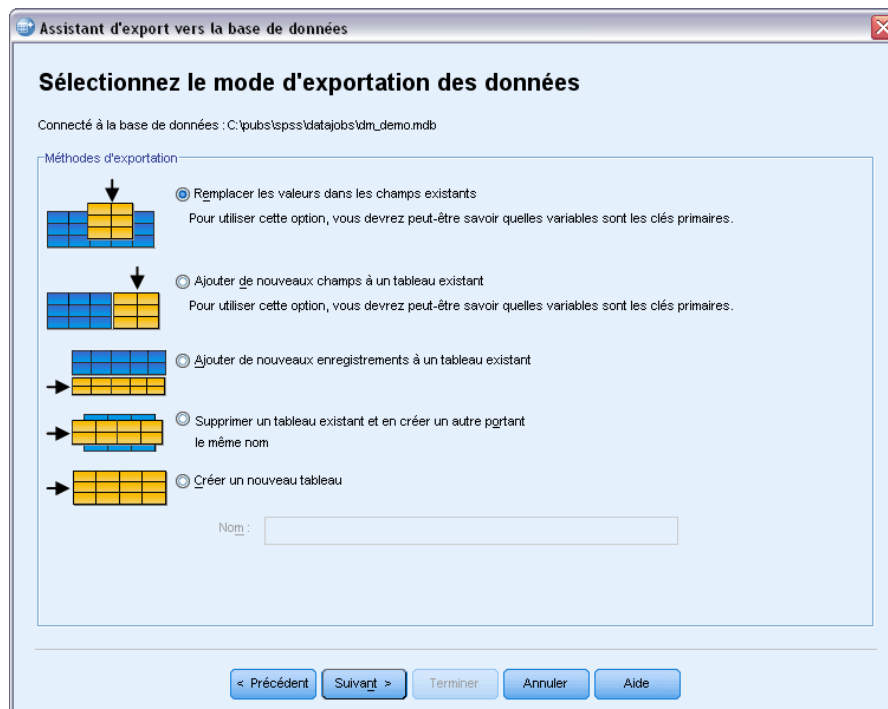 Assistant d'export vers la base de données
Sélectionnez le mode d'exportation des données
Connecté à la base de données : C:\pubs\spss\datajobs\dm_demo.mdb
Méthodes d'exportation
Remplacer les valeurs dans les champs existants
Pour utiliser cette option, vous devrez peut-être savoir quelles variables sont les clés primaires.
Ajouter de nouveaux champs à un tableau existant
Pour utiliser cette option, vous devrez peut-être savoir quelles variables sont les clés primaires.
Ajouter de nouveaux enregistrements à un tableau existant
Supprimer un tableau existant et en créer un autre portant
le même nom
Créer un nouveau tableau
Nom :
< Précédent Suivant > Terminer Annuler Aide